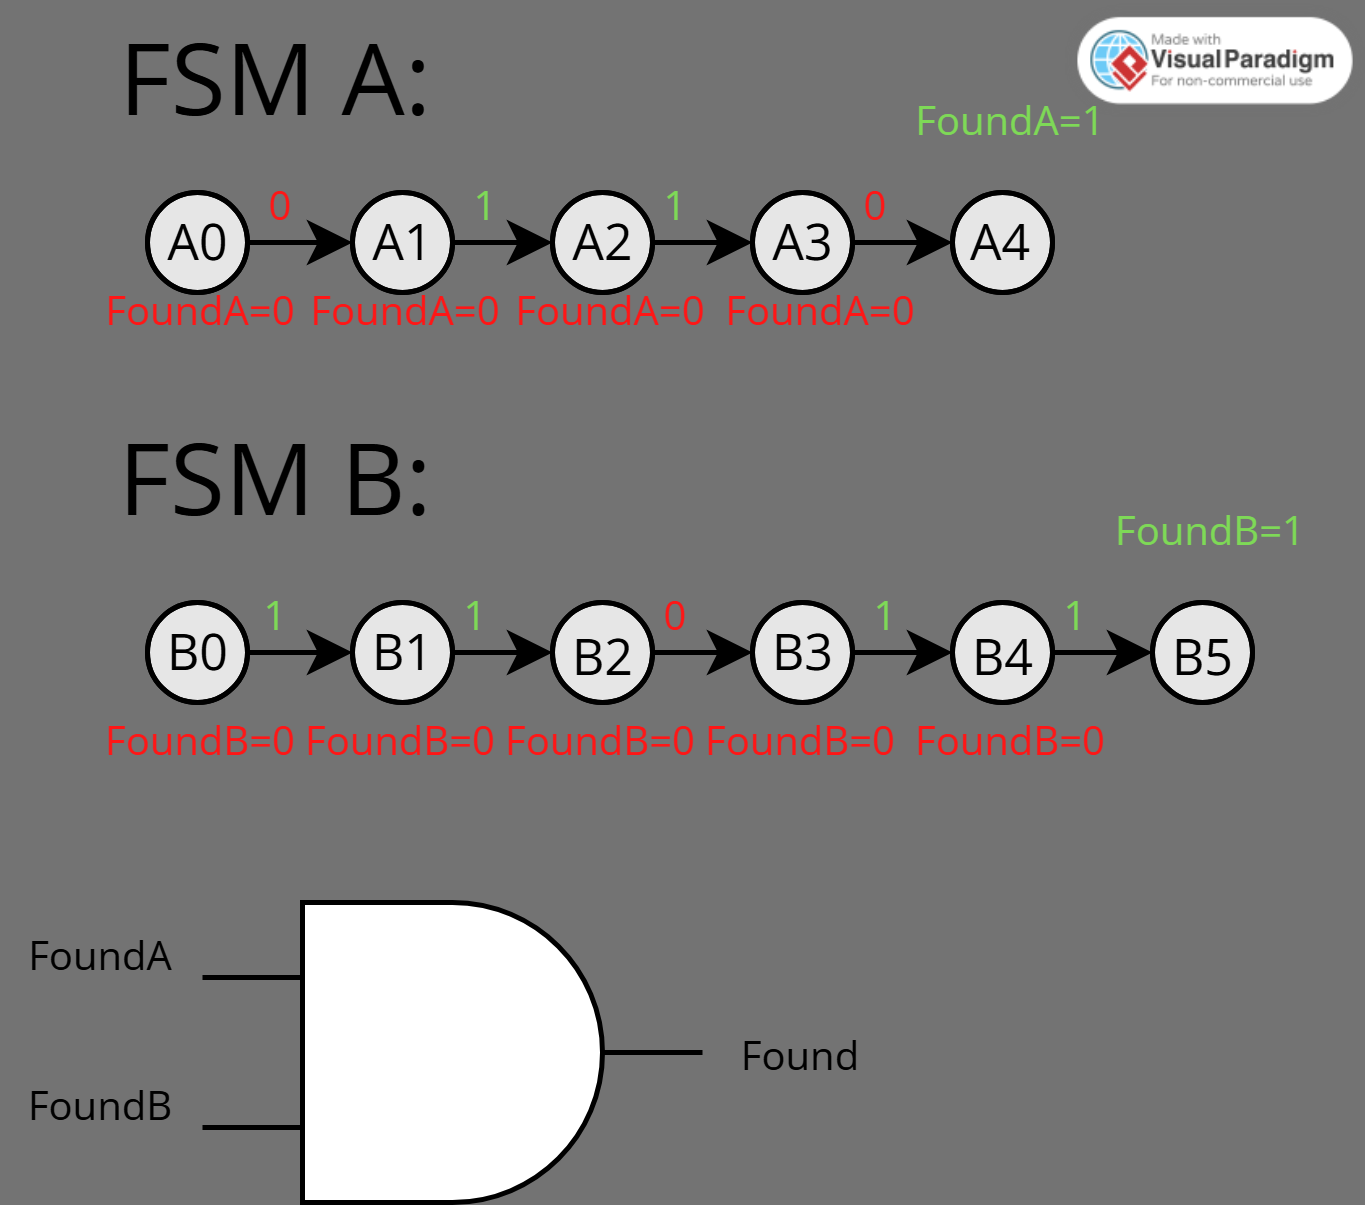 FSM A:
Made with
Visual Paradigm
For non-commercial use
FoundA=1
0 1 1 0
A0 A1 A2 A3 A4
FoundA=0 FoundA=0 FoundA=0 FoundA=0
FSM B:
FoundB=1
1 1 0 1 1
B0 B1 B2 B3 B4 B5
FoundB=0 FoundB=0 FoundB=0 FoundB=0 FoundB=0
FoundA
Found
FoundB